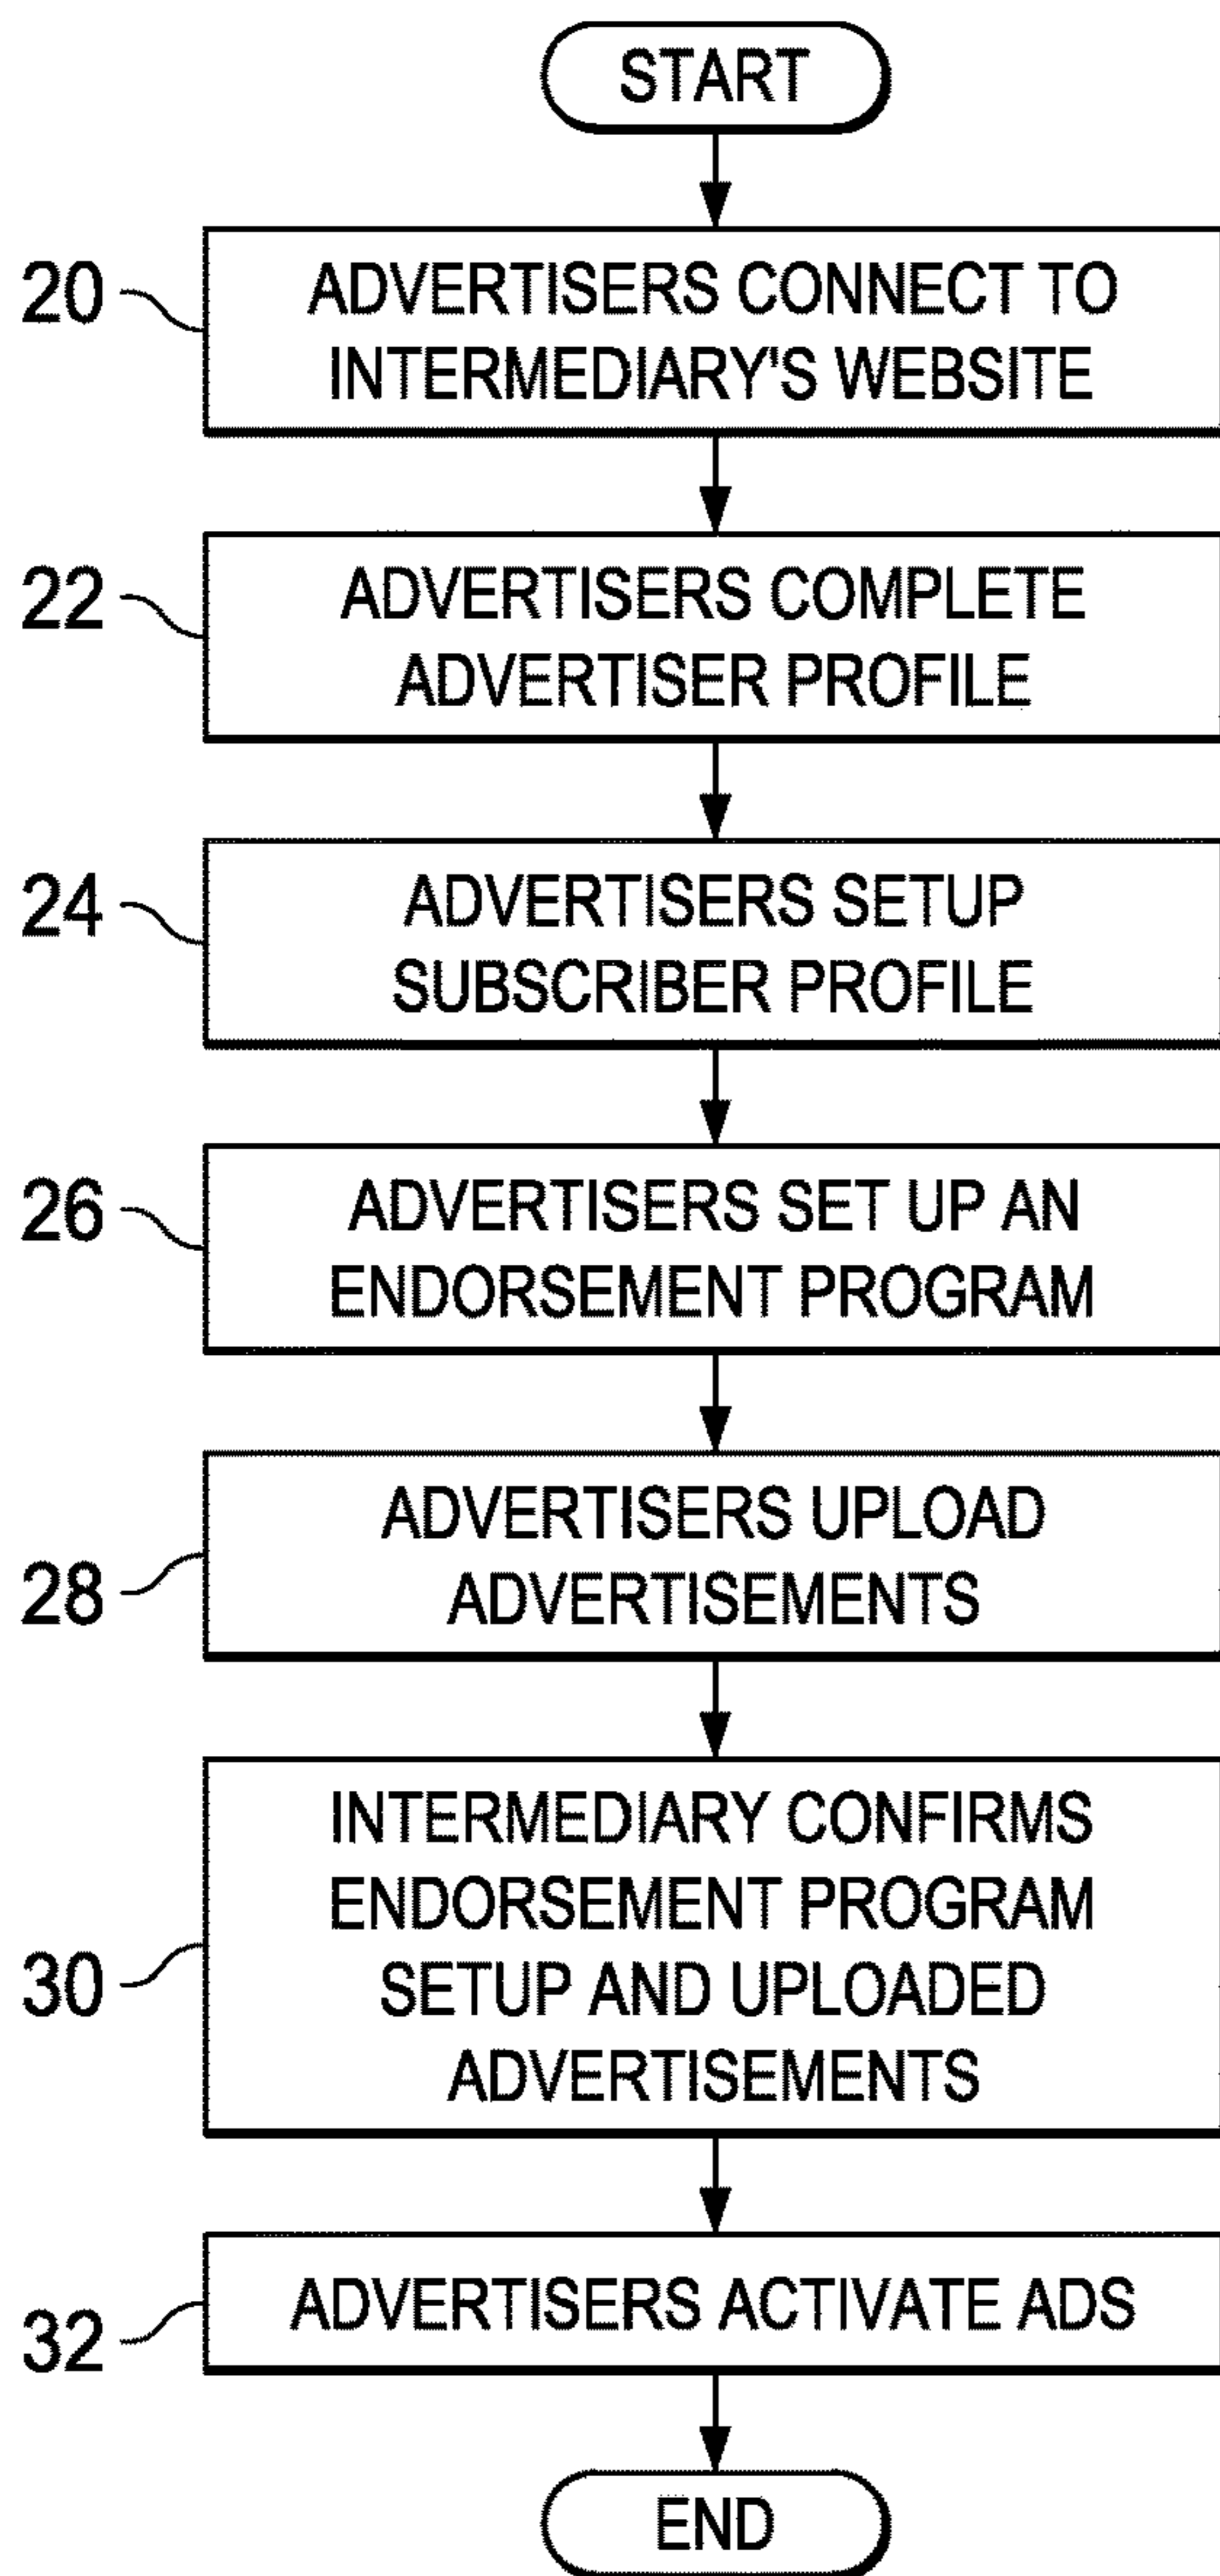 START
20
ADVERTISERS CONNECT TO
INTERMEDIARY'S WEBSITE
22
ADVERTISERS COMPLETE
ADVERTISER PROFILE
24
ADVERTISERS SETUP
SUBSCRIBER PROFILE
26
ADVERTISERS SET UP AN
ENDORSEMENT PROGRAM
28
ADVERTISERS UPLOAD
ADVERTISEMENTS
30
INTERMEDIARY CONFIRMS
ENDORSEMENT PROGRAM
SETUP AND UPLOADED
ADVERTISEMENTS
32
ADVERTISERS ACTIVATE ADS
END